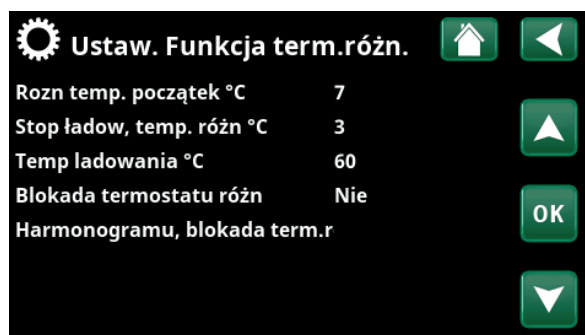 Ustaw. Funkcja term.różn.
Rozn temp. początek °C 7
Stop ładow, temp. różn °C 3
Temp ladowania °C 60
Blokada termostatu różn Nie
OK
Harmonogramu, blokada term.r